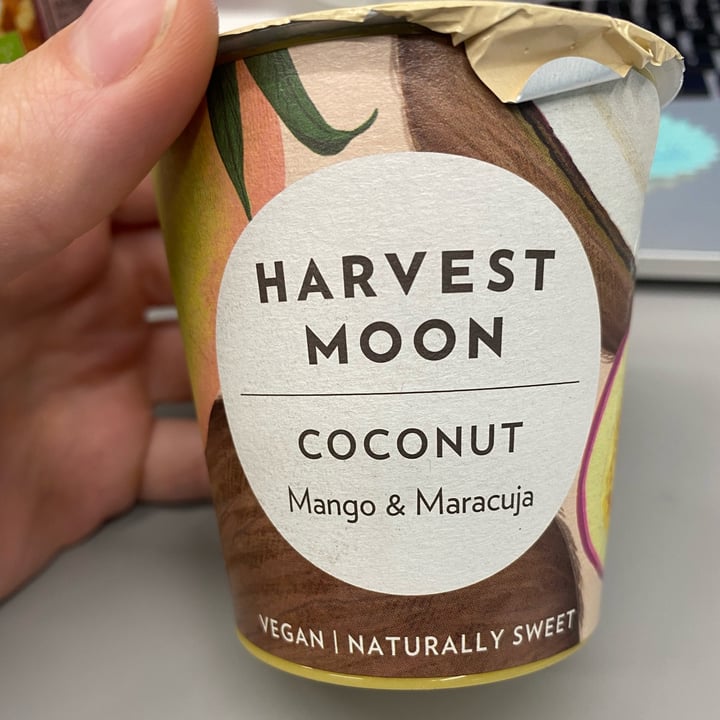 HARVEST
MOON
COCONUT
Mango & Maracuja
VEGAN | NATURALLY SWEET